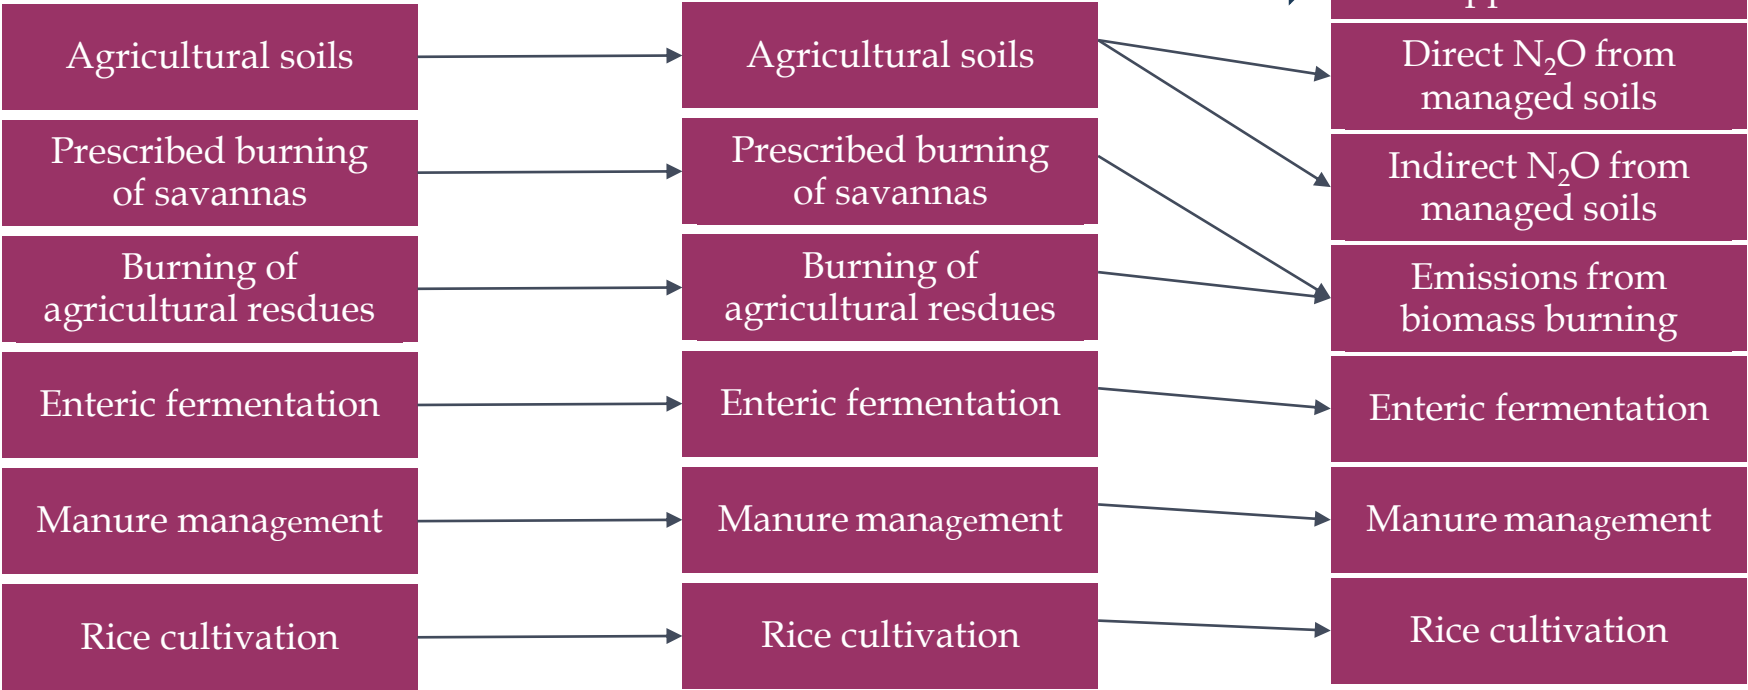 Agricultural soils
Prescribed burning
of savannas
Burning of
agricultural resdues
Enteric fermentation
Manure management
Rice cultivation
Agricultural soils
Prescribed burning
of savannas
Burning of
agricultural resdues
Enteric fermentation
Manure management
Rice cultivation
Direct N₂O from
managed soils
Indirect N₂O from
managed soils
Emissions from
biomass burning
Enteric fermentation
Manure management
Rice cultivation